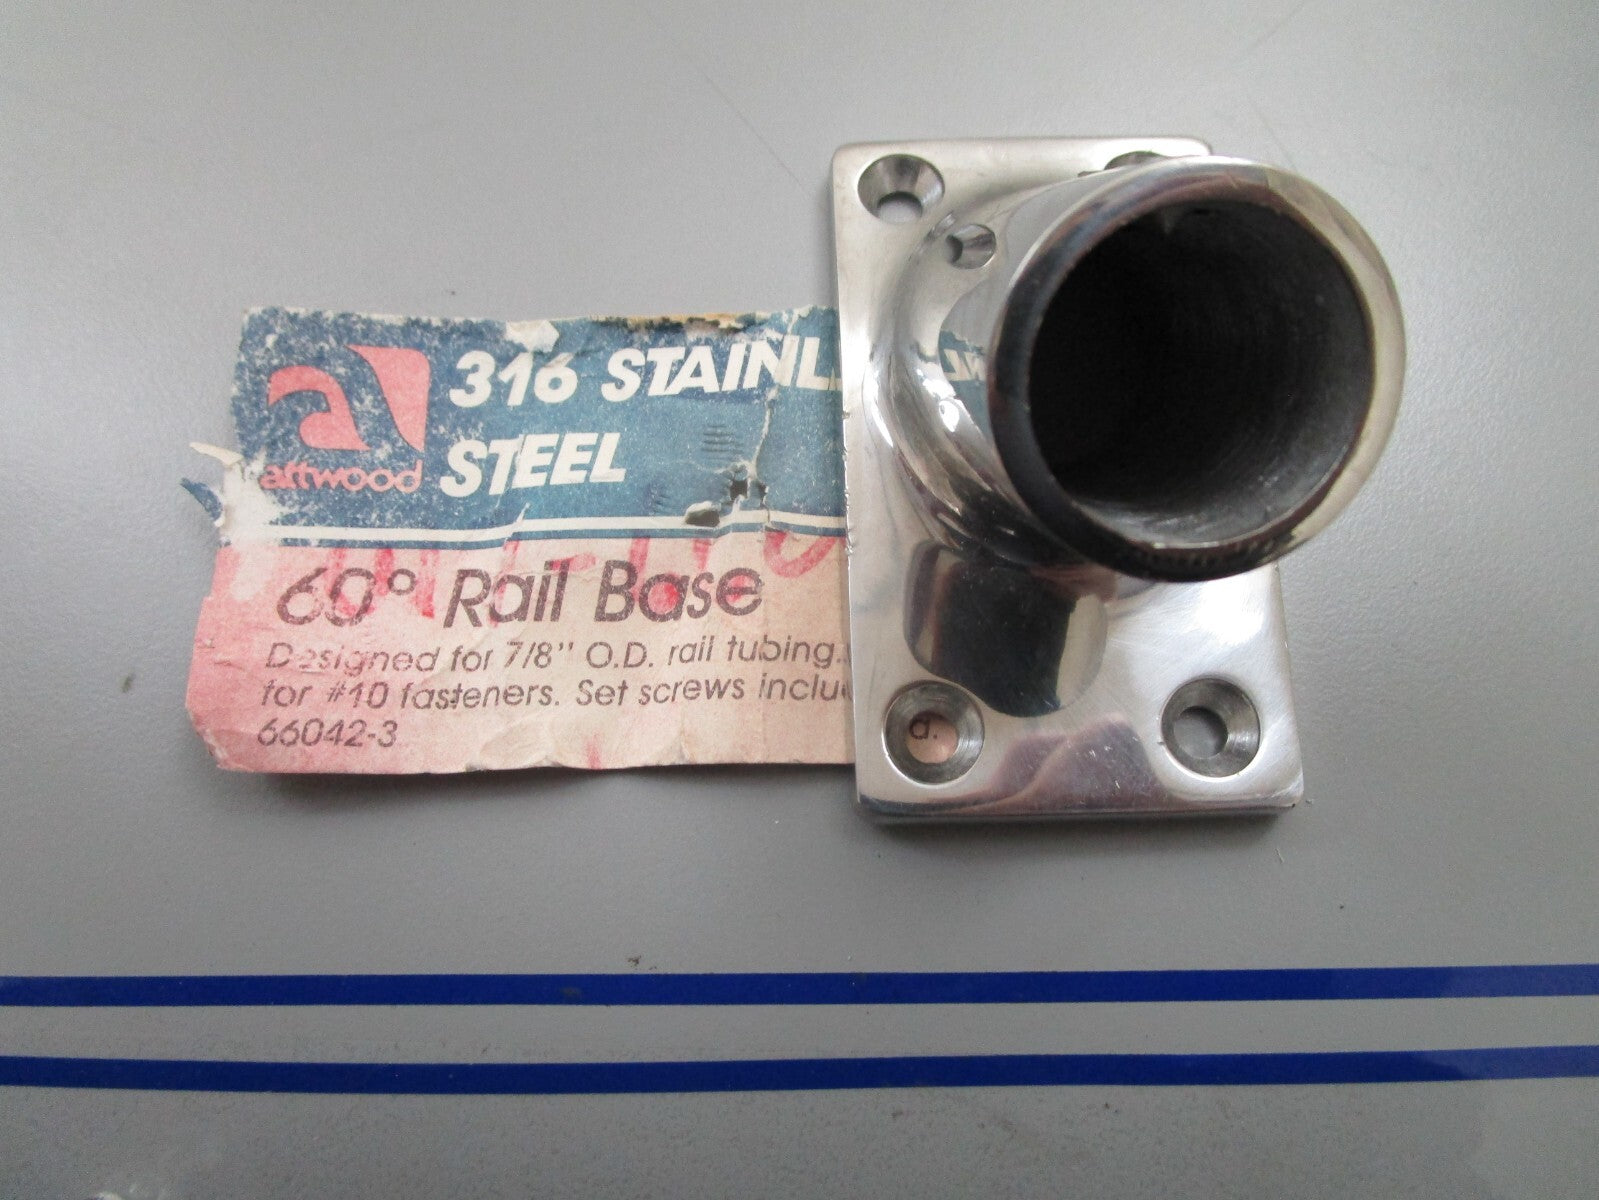 attwood
316 STAINL
STEEL
60° Rail Base
Designed for 7/8" O.D. rail tubing.
for #10 fasteners. Set screws inclu
d.
66042-3